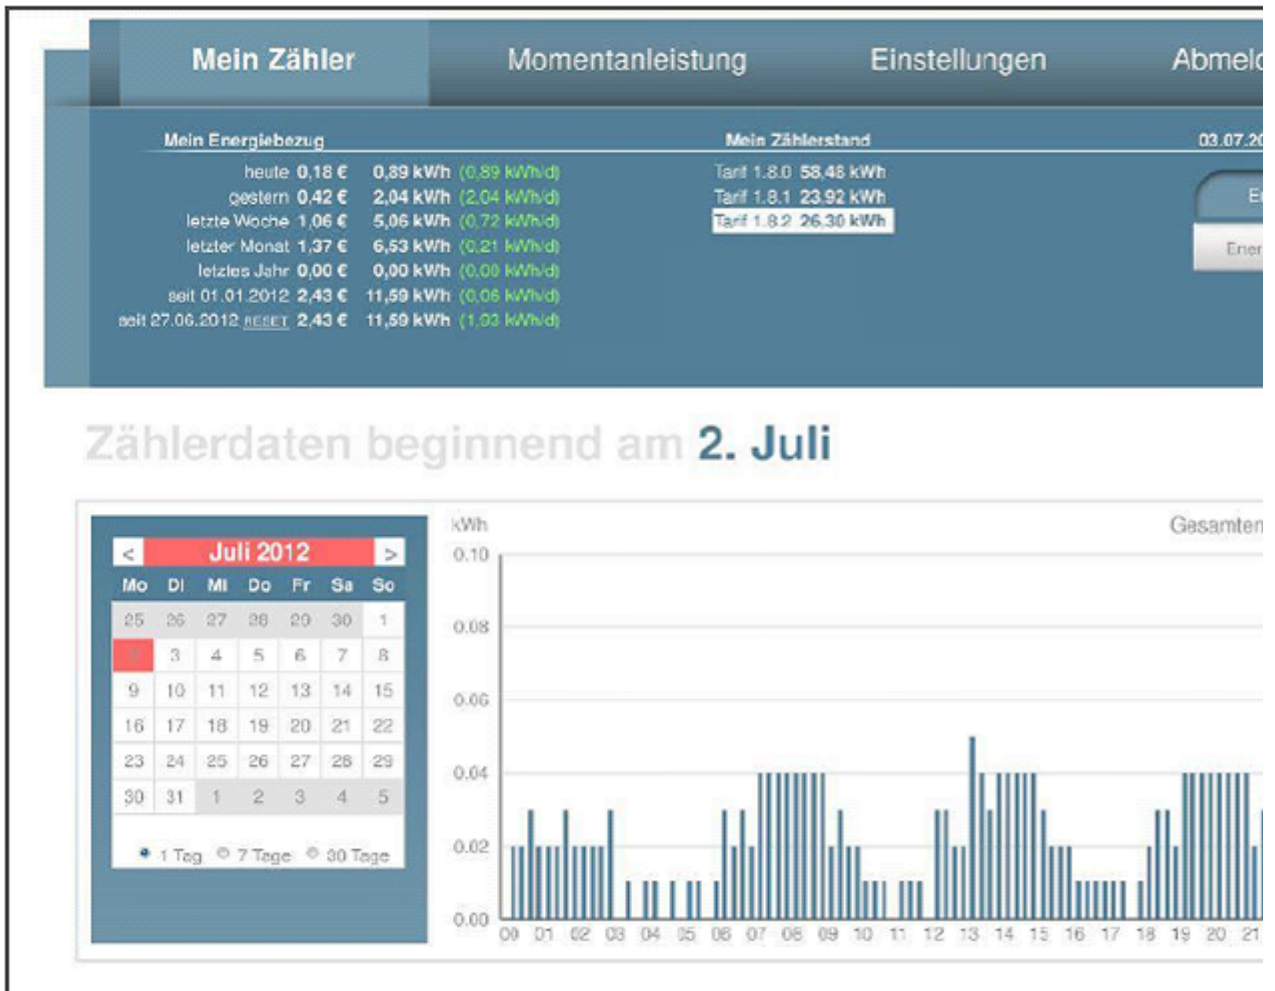 Mein Zähler Momentanleistung Einstellungen
Mein Energiebezug Mein Zählerstand
heute 0,18 € 0,89 kWh (0,89 kWh/d) Tarif 1.8.0 58,48 kWh
gestern 0,42 € 2,04 kWh (2,04 kWh/d) Tarif 1.8.1 23.92 kWh
letzte Woche 1,06 € 5,06 kWh (0,72 kWh/d) Tarif 1.8.2 26,30 kWh
letzter Monat 1,37 € 6,53 kWh (0,21 kWh/d)
letztes Jahr 0,00 € 0,00 kWh (0,00 kWh/d)
seit 01.01.2012 2,43 € 11,59 kWh (0,06 kWh/d)
seit 27.06.2012 RESET 2,43 € 11,59 kWh (1,93 kWh/d)
Zählerdaten beginnend am 2. Juli
< Juli 2012 >
Mo Di Mi Do Fr Sa So
25 26 27 28 29 30 1
3 4 5 6 7 8
9 10 11 12 13 14 15
16 17 18 19 20 21 22
23 24 25 26 27 28 29
30 31 1 2 3 4 5
1 Tag 7 Tage 30 Tage
kWh
0.10
0.08
0.06
0.04
0.02
0.00
00 01 02 03 04 05 06 07 08 09 10 11 12 13 14 15 16 17 18 19 20 21